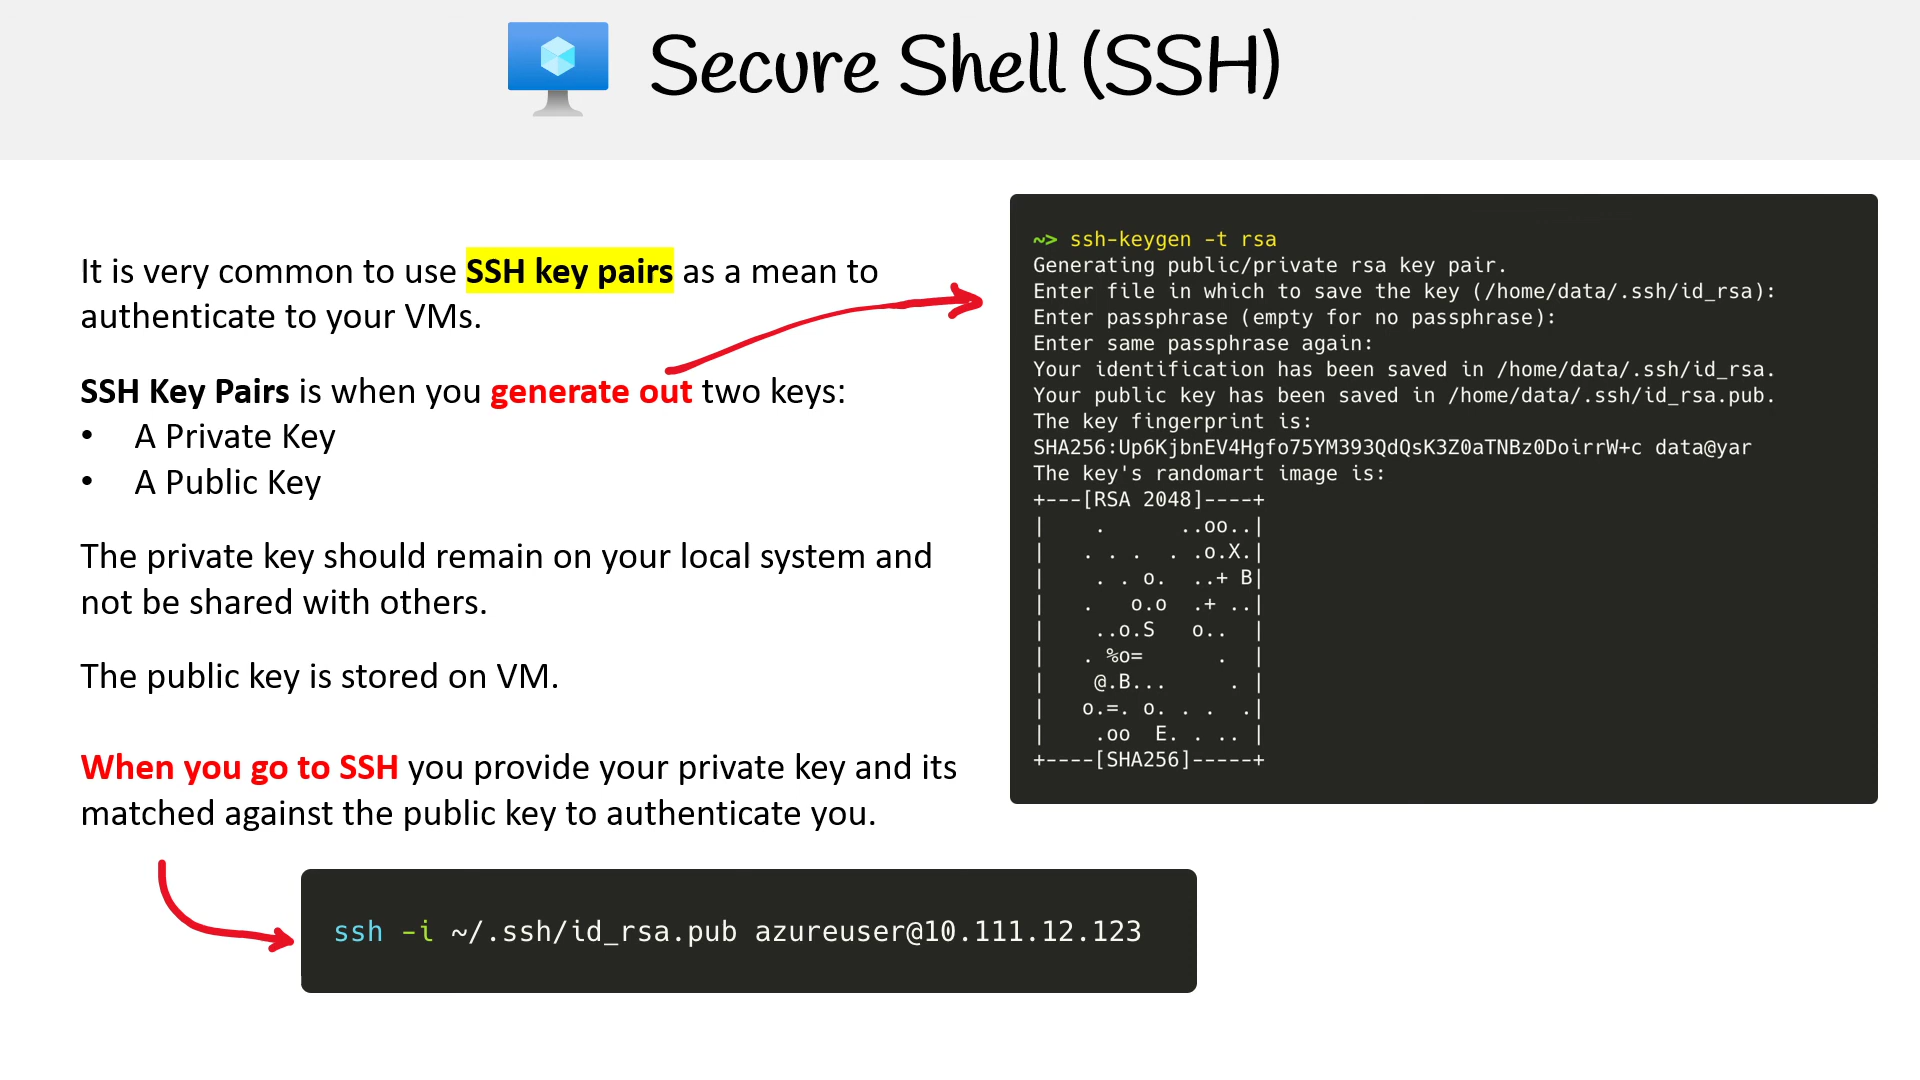 Secure Shell (SSH)
It is very common to use SSH key pairs as a mean to
authenticate to your VMs.
SSH Key Pairs is when you generate out two keys:
• A Private Key
• A Public Key
The private key should remain on your local system and
not be shared with others.
The public key is stored on VM.
When you go to SSH you provide your private key and its
matched against the public key to authenticate you.
~> ssh-keygen -t rsa
Generating public/private rsa key pair.
Enter file in which to save the key (/home/data/.ssh/id_rsa):
Enter passphrase (empty for no passphrase):
Enter same passphrase again:
Your identification has been saved in /home/data/.ssh/id_rsa.
Your public key has been saved in /home/data/.ssh/id_rsa.pub.
The key fingerprint is:
SHA256:Up6KjbnEV4Hgfo75YM393QdQsK3Z0aTNBz0DoirrW+c data@yar
The key's randomart image is:
+---[RSA 2048]----+
|    .      ..oo..|
|   . . .  . .o.X.|
|    . . o.  ..+ B|
|   .   o.o  .+ ..|
|    ..o.S   o..  |
|   . %o=      .  |
|    @.B...     . |
|   o.=. o. . .  .|
|    .oo  E. . .. |
+----[SHA256]-----+
ssh -i ~/.ssh/id_rsa.pub azureuser@10.111.12.123